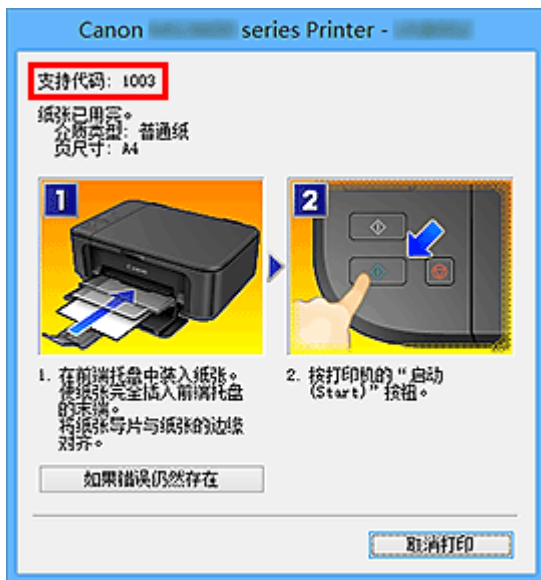 Canon series Printer -
支持代码: 1003
纸张已用完。
介质类型: 普通纸
页尺寸: A4
1
2
Canon
1. 在前端托盘中装入纸张。
使纸张完全插入前端托盘
的末端。
将纸张导片与纸张的边缘
对齐。
2. 按打印机的“启动
(Start)”按钮。
如果错误仍然存在
取消打印